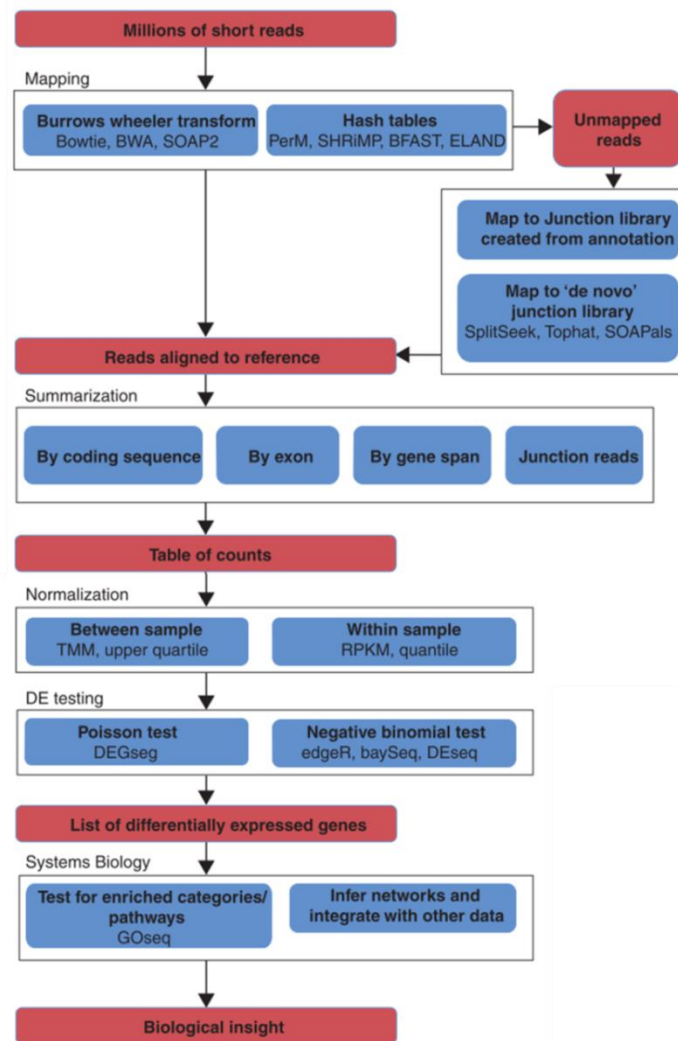 Millions of short reads
Mapping
Burrows wheeler transform
Bowtie, BWA, SOAP2
Hash tables
PerM, SHRiMP, BFAST, ELAND
Unmapped
reads
Map to Junction library
created from annotation
Map to ‘de novo’
junction library
SplitSeek, Tophat, SOAPals
Reads aligned to reference
Summarization
By coding sequence
By exon
By gene span
Junction reads
Table of counts
Normalization
Between sample
TMM, upper quartile
Within sample
RPKM, quantile
DE testing
Poisson test
DEGseg
Negative binomial test
edgeR, baySeq, DEseq
List of differentially expressed genes
Systems Biology
Test for enriched categories/
pathways
GOseq
Infer networks and
integrate with other data
Biological insight